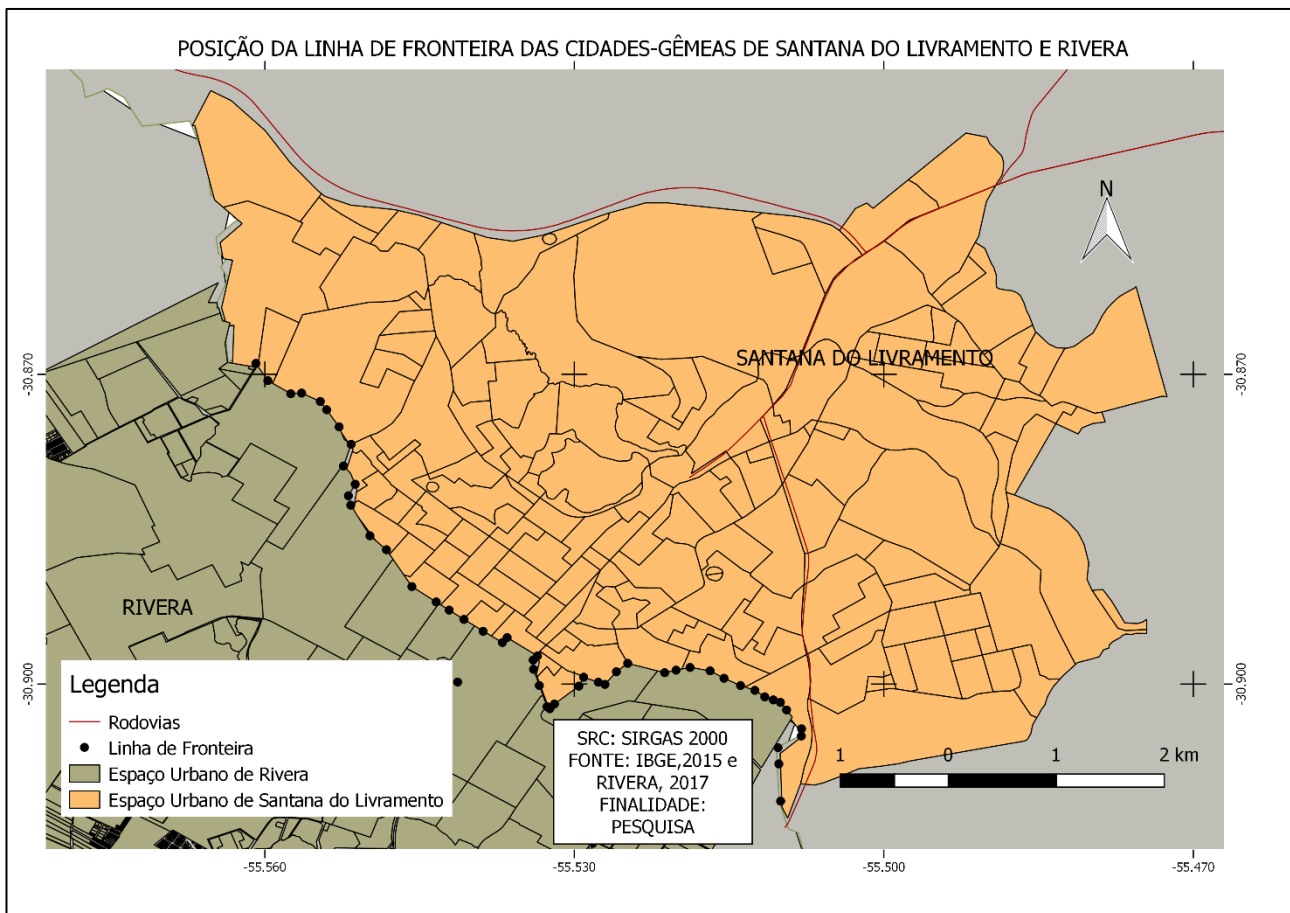 POSIÇÃO DA LINHA DE FRONTEIRA DAS CIDADES-GÊMEAS DE SANTANA DO LIVRAMENTO E RIVERA
N
SANTANA DO LIVRAMENTO
-30.870
-30.870
RIVERA
-30.900
-30.900
Legenda
Rodovias
Linha de Fronteira
Espaço Urbano de Rivera
Espaço Urbano de Santana do Livramento
SRC: SIRGAS 2000
FONTE: IBGE,2015 e
RIVERA, 2017
FINALIDADE:
PESQUISA
1 0 1 2 km
-55.560 -55.530 -55.500 -55.470